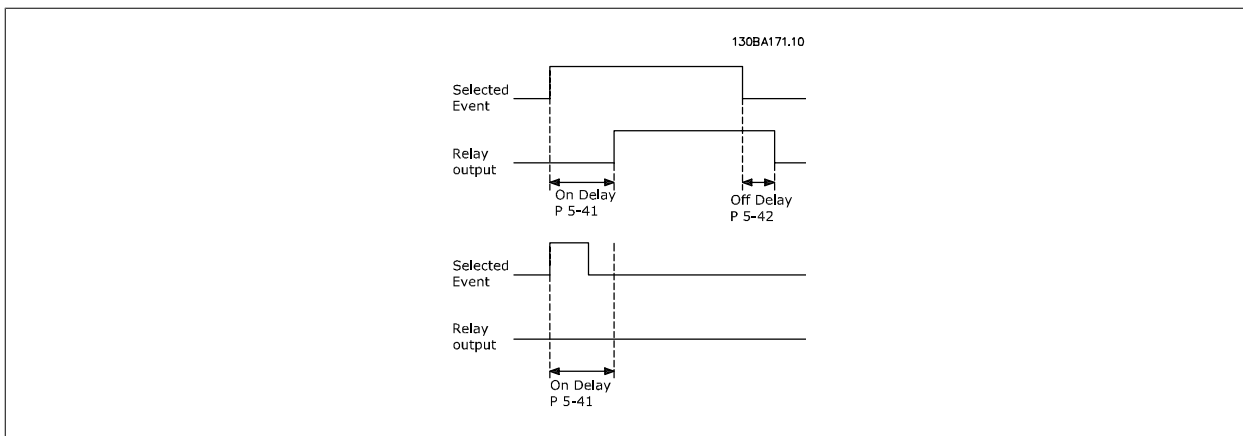 130BA171.10
Selected
Event
Relay
output
On Delay
P 5-41
Off Delay
P 5-42
Selected
Event
Relay
output
On Delay
P 5-41